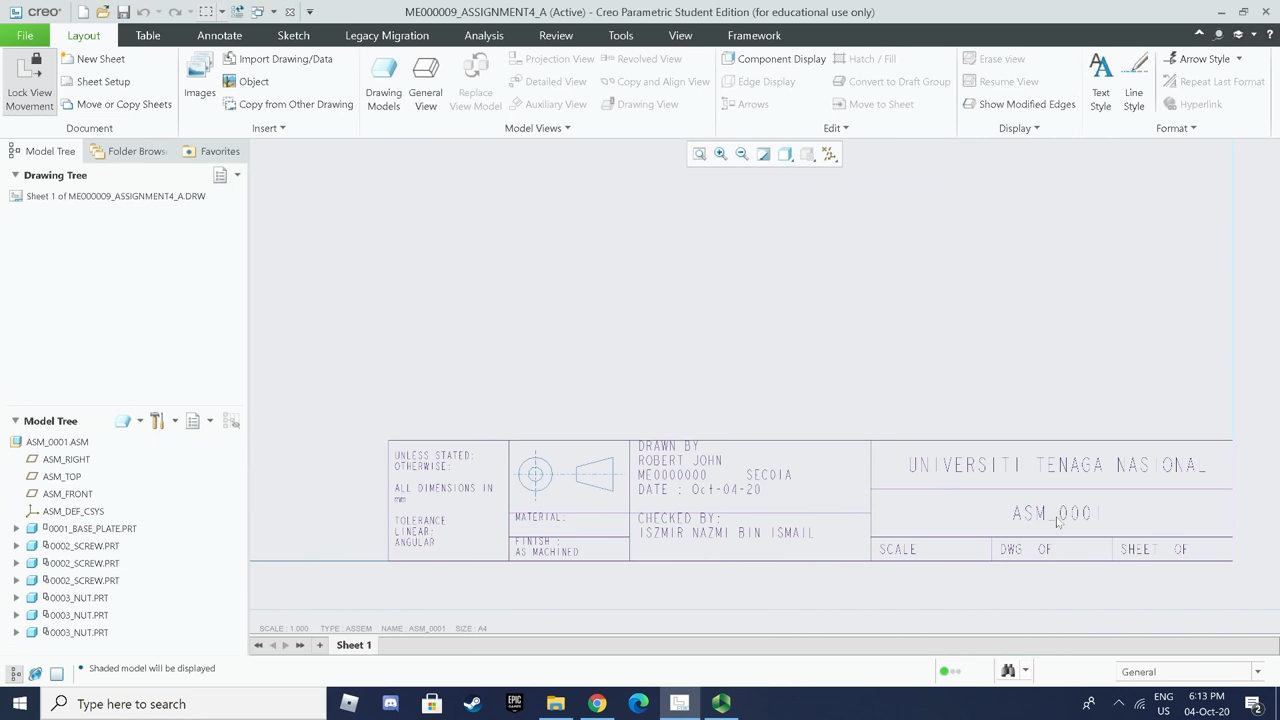 creo
ME000009_ASSIGNMENT4_A (Active) - Creo Parametric Student Edition (for educational use only)
File Layout Table Annotate Sketch Legacy Migration Analysis Review Tools View Framework
Lock View Movement
New Sheet
Sheet Setup
Move or Copy Sheets
Document
Images
Import Drawing/Data
Object
Copy from Other Drawing
Insert
Drawing Models
General View
Replace View Model
Projection View
Detailed View
Auxiliary View
Revolved View
Copy and Align View
Drawing View
Model Views
Component Display
Edge Display
Arrows
Hatch / Fill
Convert to Draft Group
Move to Sheet
Edit
Erase view
Resume View
Show Modified Edges
Display
Text Style
Line Style
Arrow Style
Repeat Last Format
Hyperlink
Format
Model Tree Folder Brows Favorites
Drawing Tree
Sheet 1 of ME000009_ASSIGNMENT4_A.DRW
Model Tree
ASM_0001.ASM
ASM_RIGHT
ASM_TOP
ASM_FRONT
ASM_DEF_CSYS
0001_BASE_PLATE.PRT
0002_SCREW.PRT
0002_SCREW.PRT
0002_SCREW.PRT
0003_NUT.PRT
0003_NUT.PRT
0003_NUT.PRT
UNLESS STATED:
OTHERWISE:
ALL DIMENSIONS IN
mm
TOLERANCE
LINEAR:
ANGULAR
MATERIAL:
FINISH :
AS MACHINED
DRAWN BY
ROBERT JOHN
ME0000000 SEC01A
DATE : Oct-04-20
CHECKED BY:
ISZMIR NAZMI BIN ISMAIL
UNIVERSITI TENAGA NASIONAL
ASM_0001
SCALE DWG OF SHEET OF
SCALE : 1.000 TYPE : ASSEM NAME : ASM_0001 SIZE : A4
Sheet 1
Shaded model will be displayed
General
Type here to search
ENG
US
6:13 PM
04-Oct-20
2